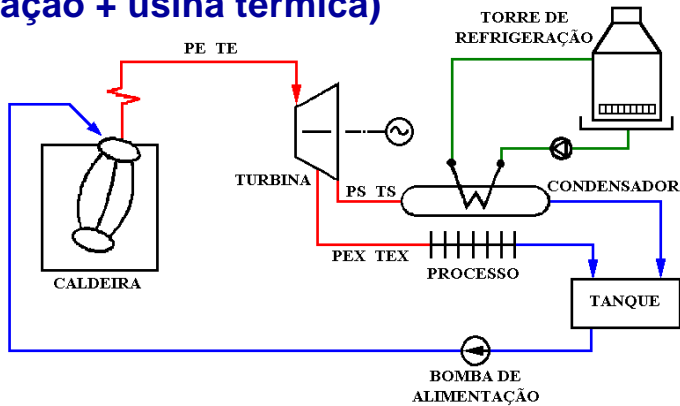 ação + usina térmica)
TORRE DE
REFRIGERAÇÃO
PE TE
TURBINA
PS TS
CONDENSADOR
PEX TEX
PROCESSO
CALDEIRA
TANQUE
BOMBA DE
ALIMENTAÇÃO